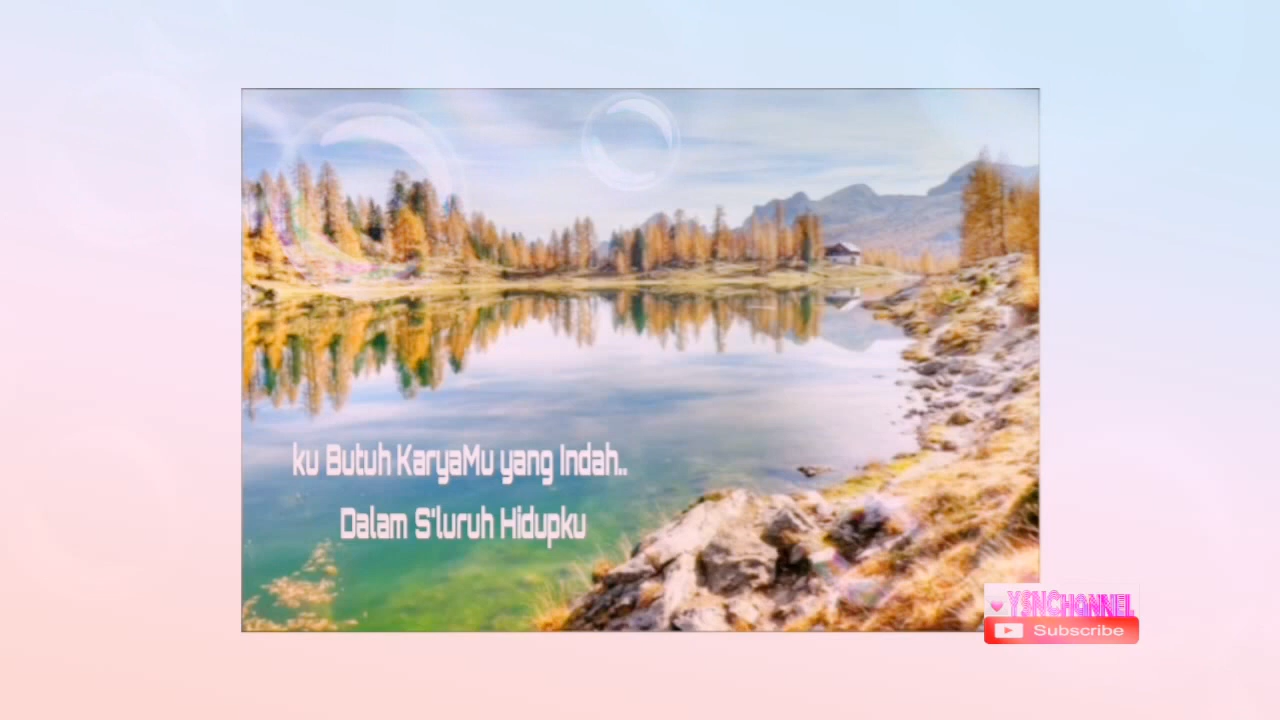 ku Butuh KaryaMu yang Indah..
Dalam S'luruh Hidupku
YSNCHANNEL
Subscribe